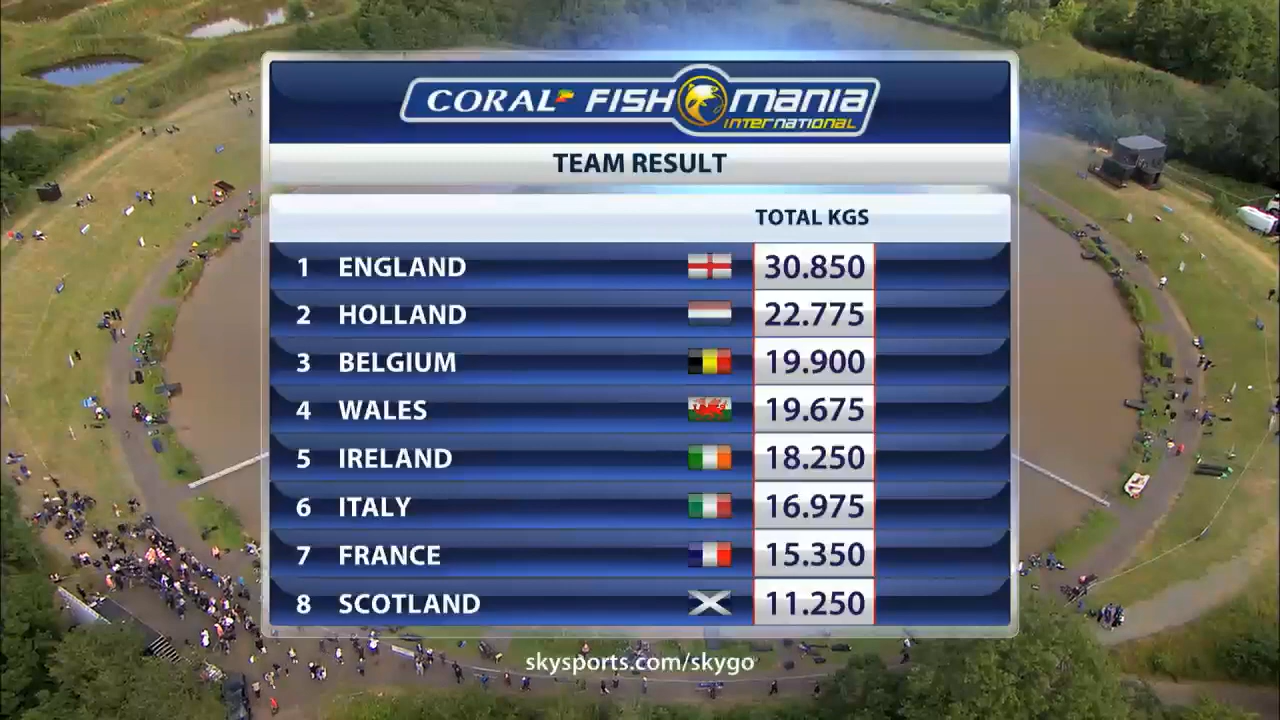 CORAL FISH MANIA
INTERNATIONAL
TEAM RESULT
TOTAL KGS
1 ENGLAND 30.850
2 HOLLAND 22.775
3 BELGIUM 19.900
4 WALES 19.675
5 IRELAND 18.250
6 ITALY 16.975
7 FRANCE 15.350
8 SCOTLAND 11.250
skysports.com/skygo